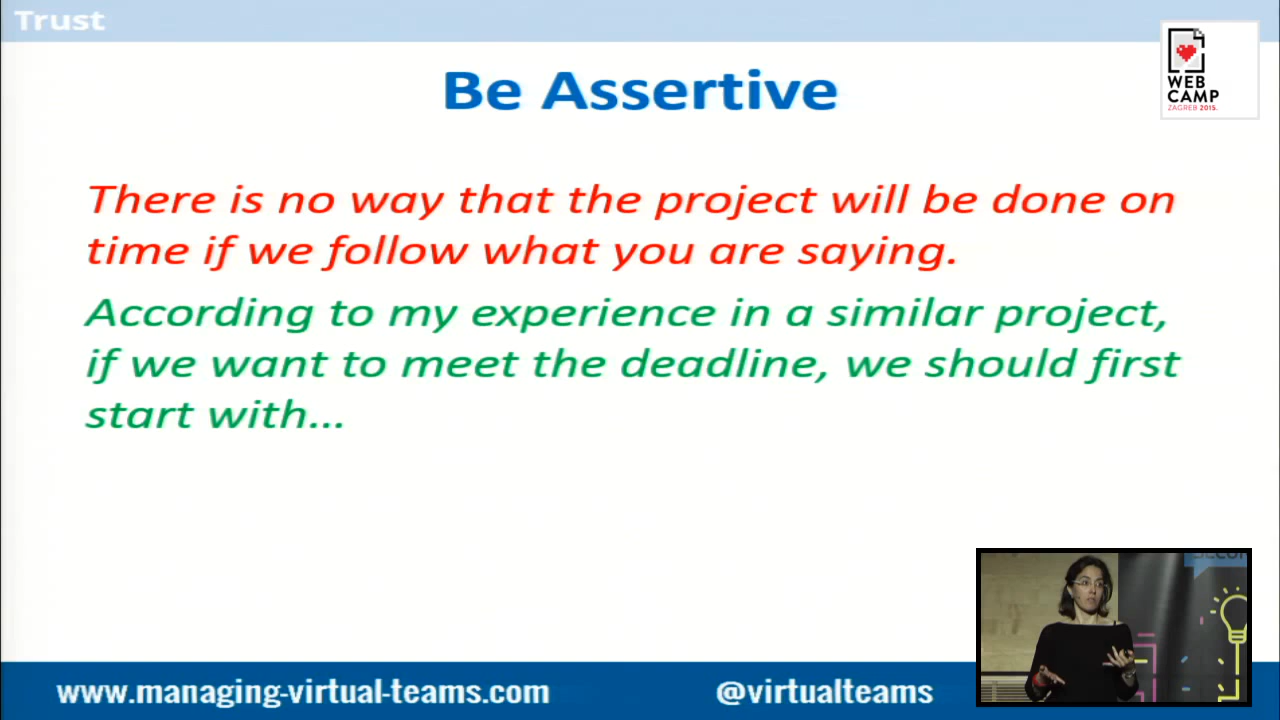 Trust
WEB
CAMP
ZAGREB 2015.
Be Assertive
There is no way that the project will be done on
time if we follow what you are saying.
According to my experience in a similar project,
if we want to meet the deadline, we should first
start with...
www.managing-virtual-teams.com
@virtualteams